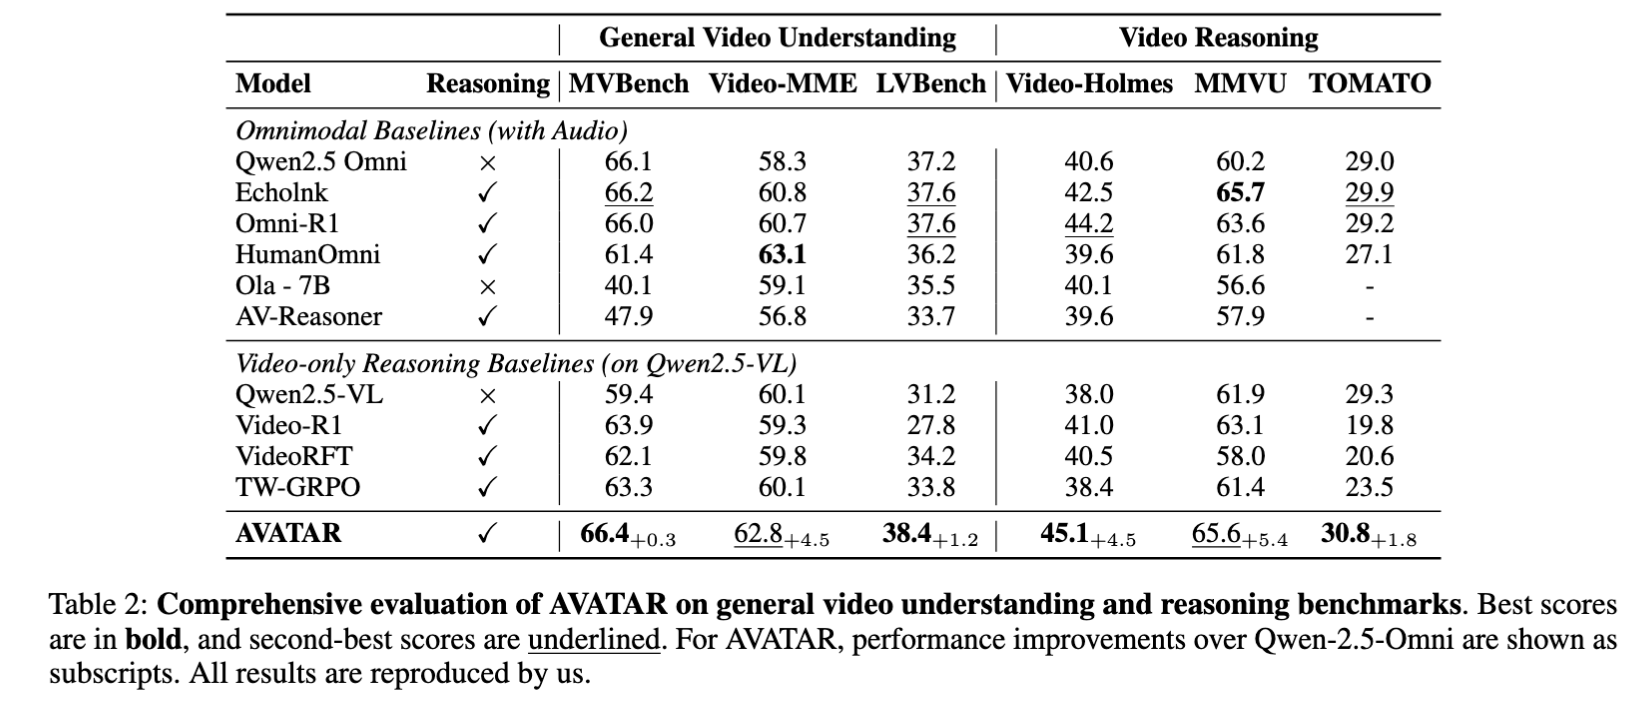 General Video Understanding Video Reasoning
Model Reasoning MVBench Video-MME LVBench Video-Holmes MMVU TOMATO
Omnimodal Baselines (with Audio)
Qwen2.5 Omni × 66.1 58.3 37.2 40.6 60.2 29.0
EchoInk ✓ 66.2 60.8 37.6 42.5 65.7 29.9
Omni-R1 ✓ 66.0 60.7 37.6 44.2 63.6 29.2
HumanOmni ✓ 61.4 63.1 36.2 39.6 61.8 27.1
Ola - 7B × 40.1 59.1 35.5 40.1 56.6 -
AV-Reasoner ✓ 47.9 56.8 33.7 39.6 57.9 -
Video-only Reasoning Baselines (on Qwen2.5-VL)
Qwen2.5-VL × 59.4 60.1 31.2 38.0 61.9 29.3
Video-R1 ✓ 63.9 59.3 27.8 41.0 63.1 19.8
VideoRFT ✓ 62.1 59.8 34.2 40.5 58.0 20.6
TW-GRPO ✓ 63.3 60.1 33.8 38.4 61.4 23.5
AVATAR ✓ 66.4+0.3 62.8+4.5 38.4+1.2 45.1+4.5 65.6+5.4 30.8+1.8
Table 2: Comprehensive evaluation of AVATAR on general video understanding and reasoning benchmarks. Best scores
are in bold, and second-best scores are underlined. For AVATAR, performance improvements over Qwen-2.5-Omni are shown as
subscripts. All results are reproduced by us.